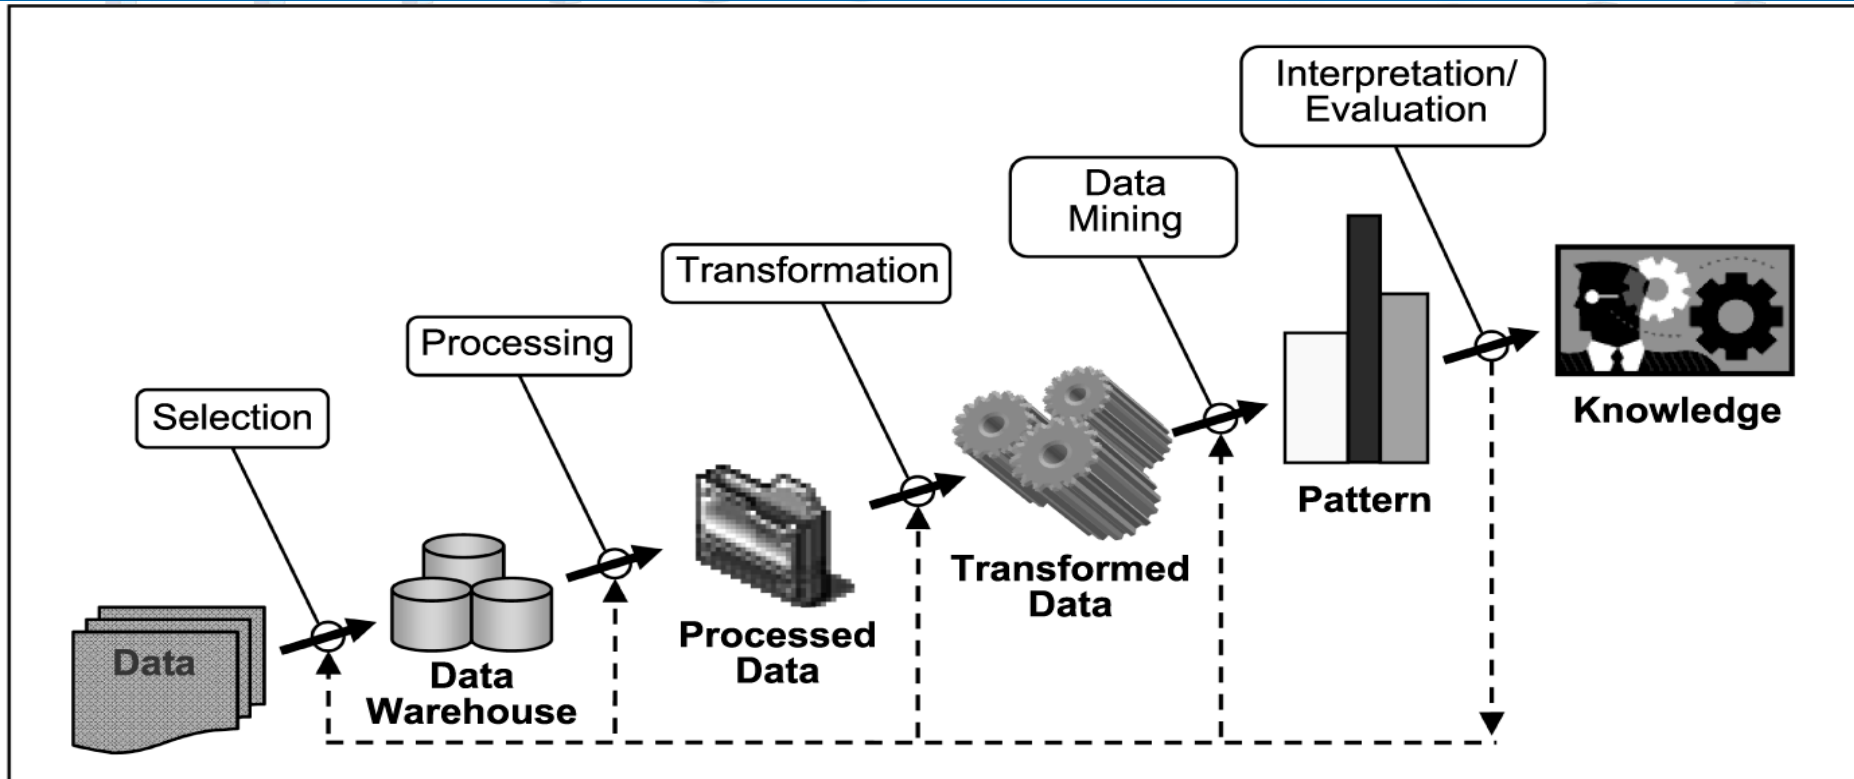 Interpretation/
Evaluation
Data
Mining
Transformation
Processing
Selection
Knowledge
Pattern
Transformed
Data
Processed
Data
Data
Data
Warehouse